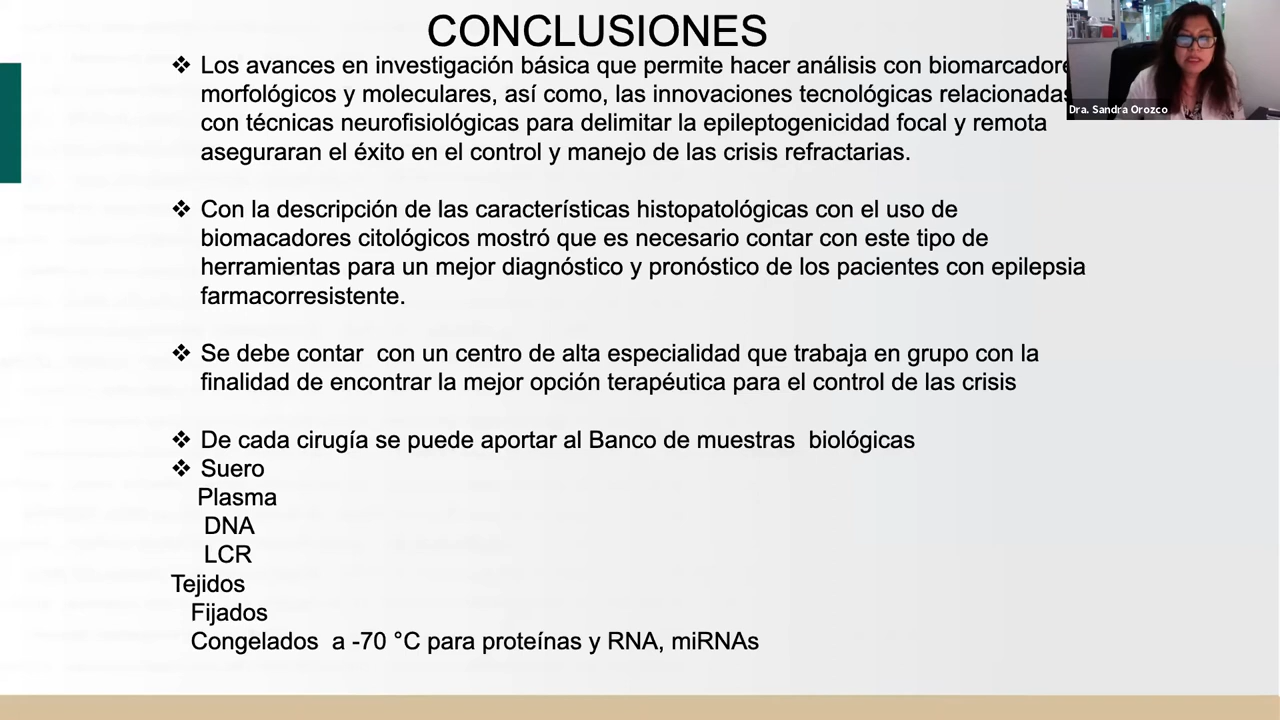 CONCLUSIONES
❖ Los avances en investigación básica que permite hacer análisis con biomarcadore
morfológicos y moleculares, así como, las innovaciones tecnológicas relacionadas
con técnicas neurofisiológicas para delimitar la epileptogenicidad focal y remota
aseguraran el éxito en el control y manejo de las crisis refractarias.
❖ Con la descripción de las características histopatológicas con el uso de
biomacadores citológicos mostró que es necesario contar con este tipo de
herramientas para un mejor diagnóstico y pronóstico de los pacientes con epilepsia
farmacorresistente.
❖ Se debe contar  con un centro de alta especialidad que trabaja en grupo con la
finalidad de encontrar la mejor opción terapéutica para el control de las crisis
❖ De cada cirugía se puede aportar al Banco de muestras  biológicas
❖ Suero
Plasma
DNA
LCR
Tejidos
Fijados
Congelados  a -70 °C para proteínas y RNA, miRNAs
Dra. Sandra Orozco